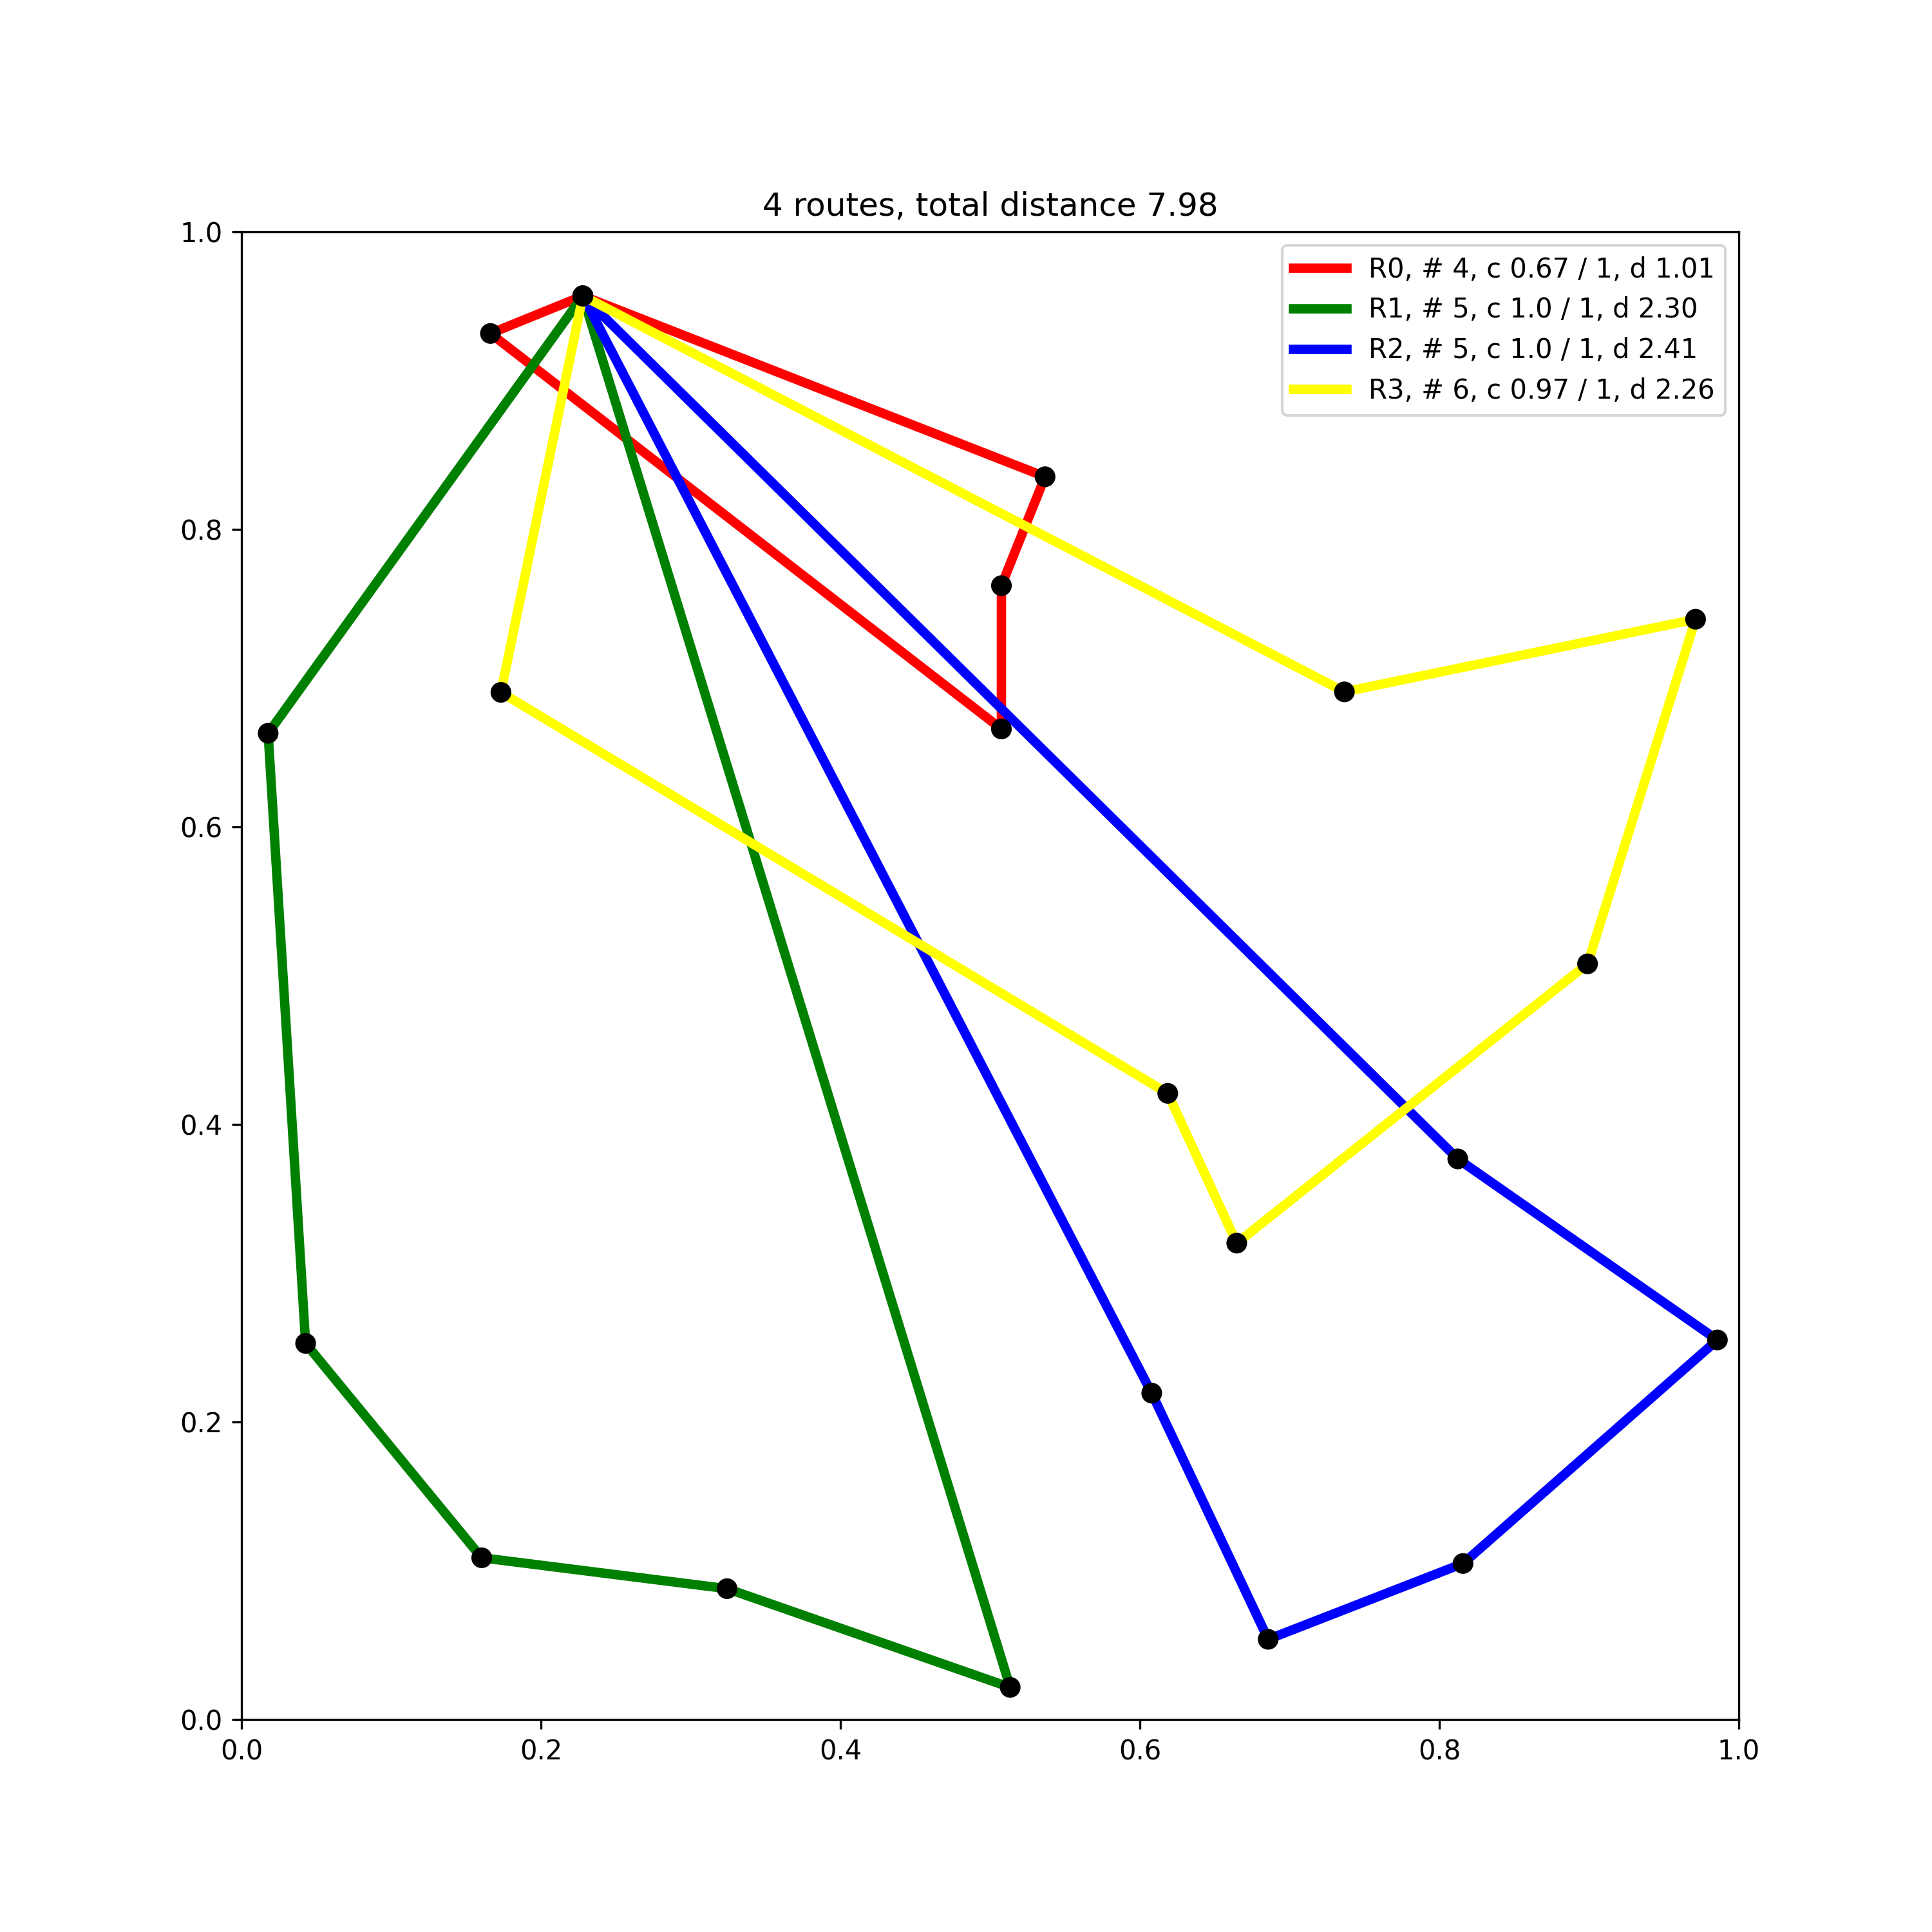 4 routes, total distance 7.98
R0, # 4, c 0.67 / 1, d 1.01
R1, # 5, c 1.0 / 1, d 2.30
R2, # 5, c 1.0 / 1, d 2.41
R3, # 6, c 0.97 / 1, d 2.26
1.0
0.8
0.6
0.4
0.2
0.0
0.0 0.2 0.4 0.6 0.8 1.0